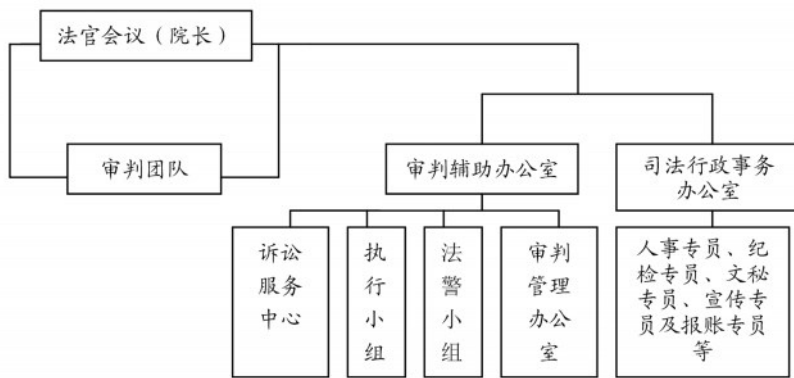 法官会议（院长）
审判团队
审判辅助办公室
司法行政事务
办公室
诉讼
服务
中心
执
行
小
组
法
警
小
组
审判
管理
办公
室
人事专员、纪
检专员、文秘
专员、宣传专
员及报账专员
等